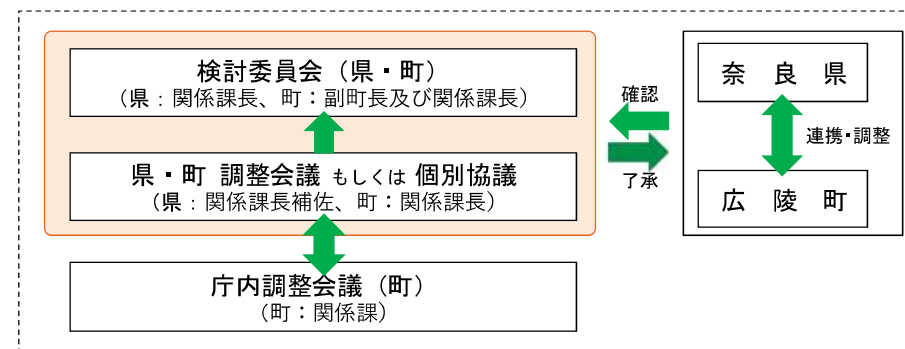 検討委員会（県・町）
（県：関係課長、町：副町長及び関係課長）
県・町 調整会議 もしくは 個別協議
（県：関係課長補佐、町：関係課長）
庁内調整会議（町）
（町：関係課）
確認
了承
奈良県
連携・調整
広陵町